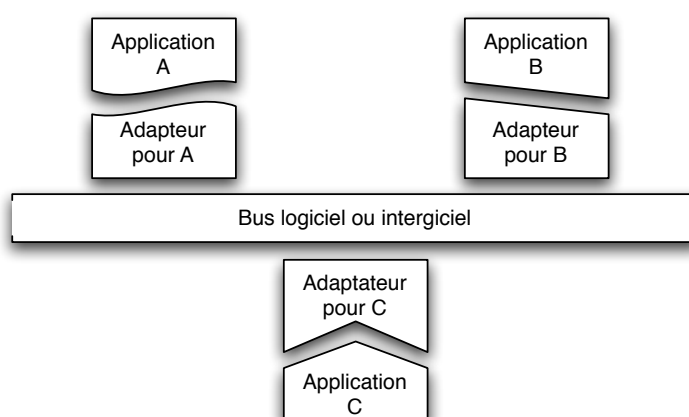 Application
A
Application
B
Adapteur
pour A
Adapteur
pour B
Bus logiciel ou intergiciel
Adaptateur
pour C
Application
C